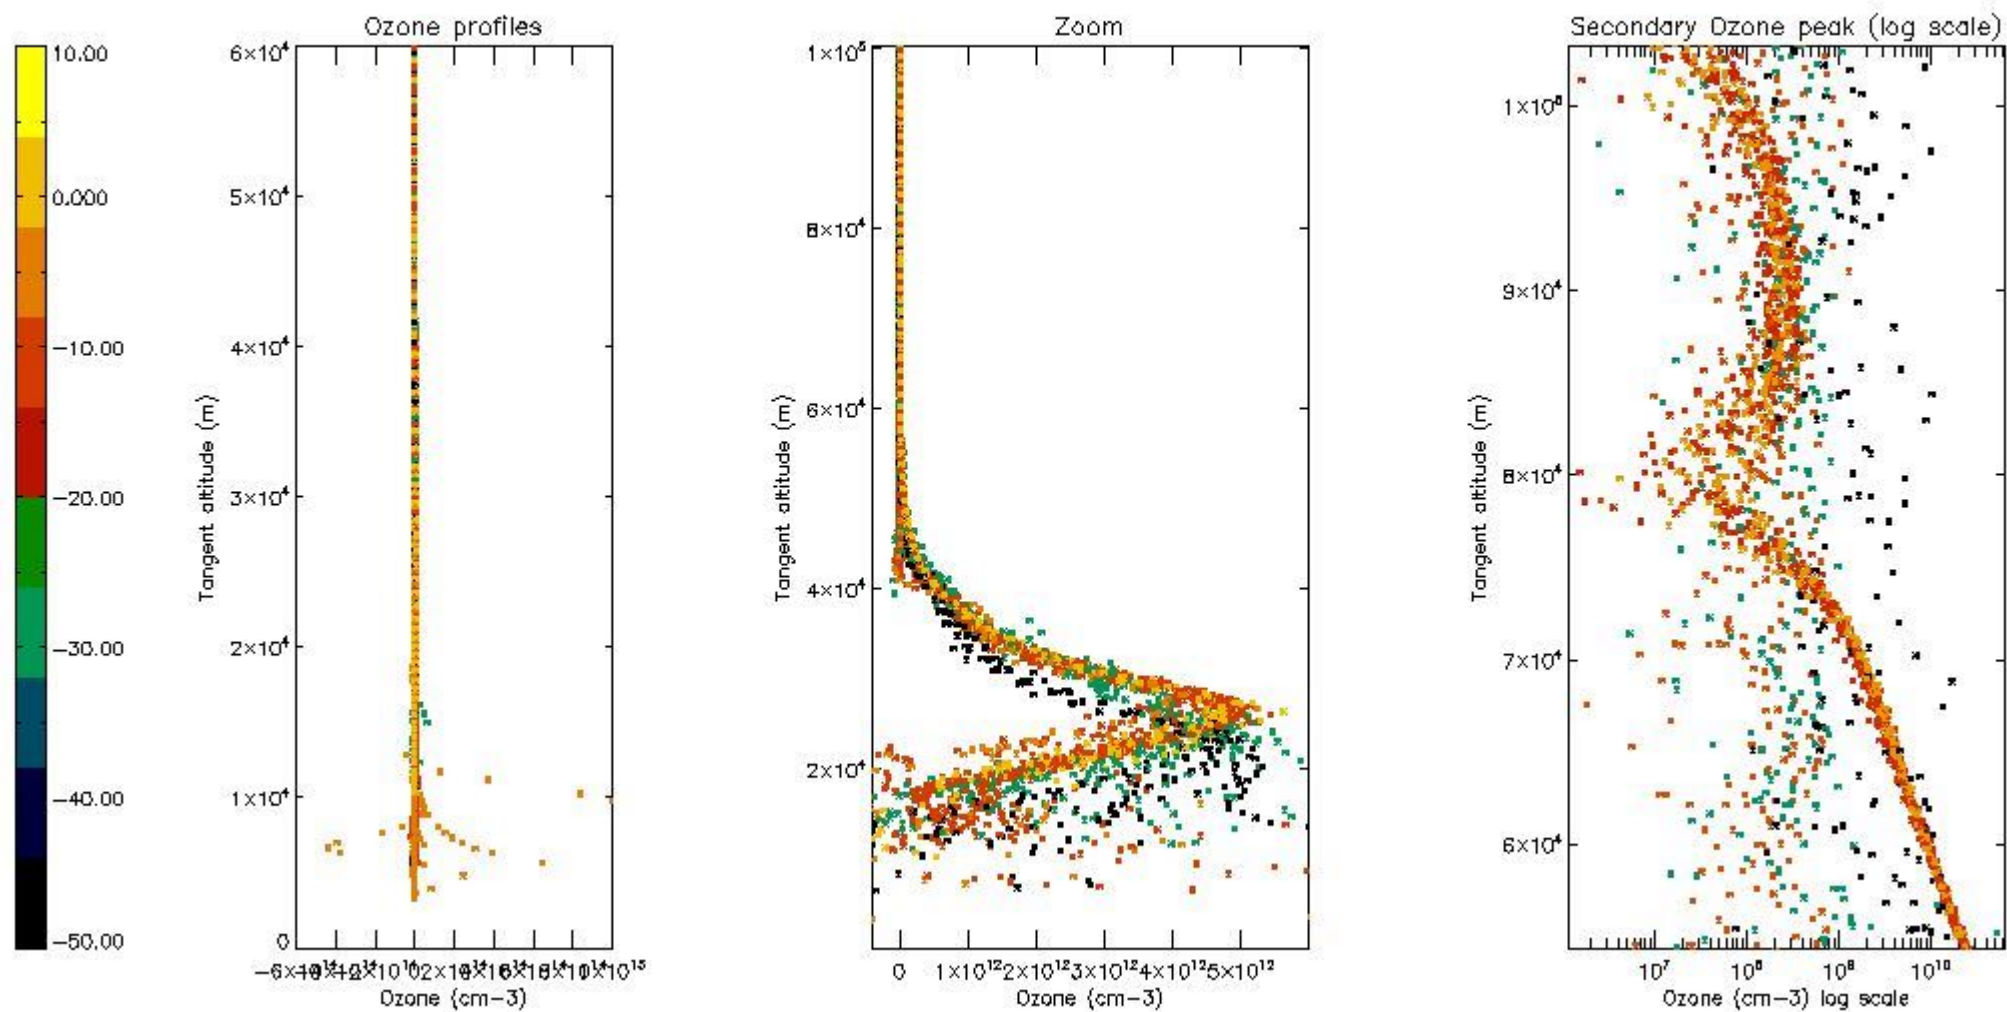 Ozone profiles
Zoom
Secondary Ozone peak (log scale)
10.00
0.000
−10.00
−20.00
−30.00
−40.00
−50.00
6×10⁴
5×10⁴
4×10⁴
3×10⁴
2×10⁴
1×10⁴
0
Tangent altitude (m)
Ozone (cm−3)
1×10⁵
8×10⁴
6×10⁴
4×10⁴
2×10⁴
Tangent altitude (m)
0 1×10¹² 2×10¹² 3×10¹² 4×10¹² 5×10¹²
Ozone (cm−3)
1×10⁵
9×10⁴
8×10⁴
7×10⁴
6×10⁴
Tangent altitude (m)
10⁷ 10⁸ 10⁹ 10¹⁰
Ozone (cm−3) log scale